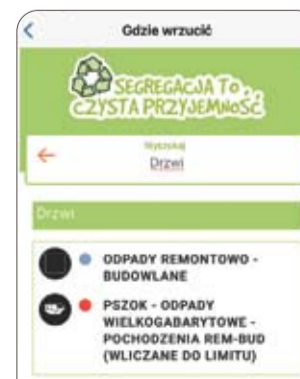 Gdzie wrzucić
SEGREGACJA TO
CZYSTA PRZYJEMNOŚĆ
Wyszukaj
Drzwi
Drzwi
ODPADY REMONTOWO -
BUDOWLANE
PSZOK - ODPADY
WIELKOGABARYTOWE -
POCHODZENIA REM-BUD
(WLICZANE DO LIMITU)